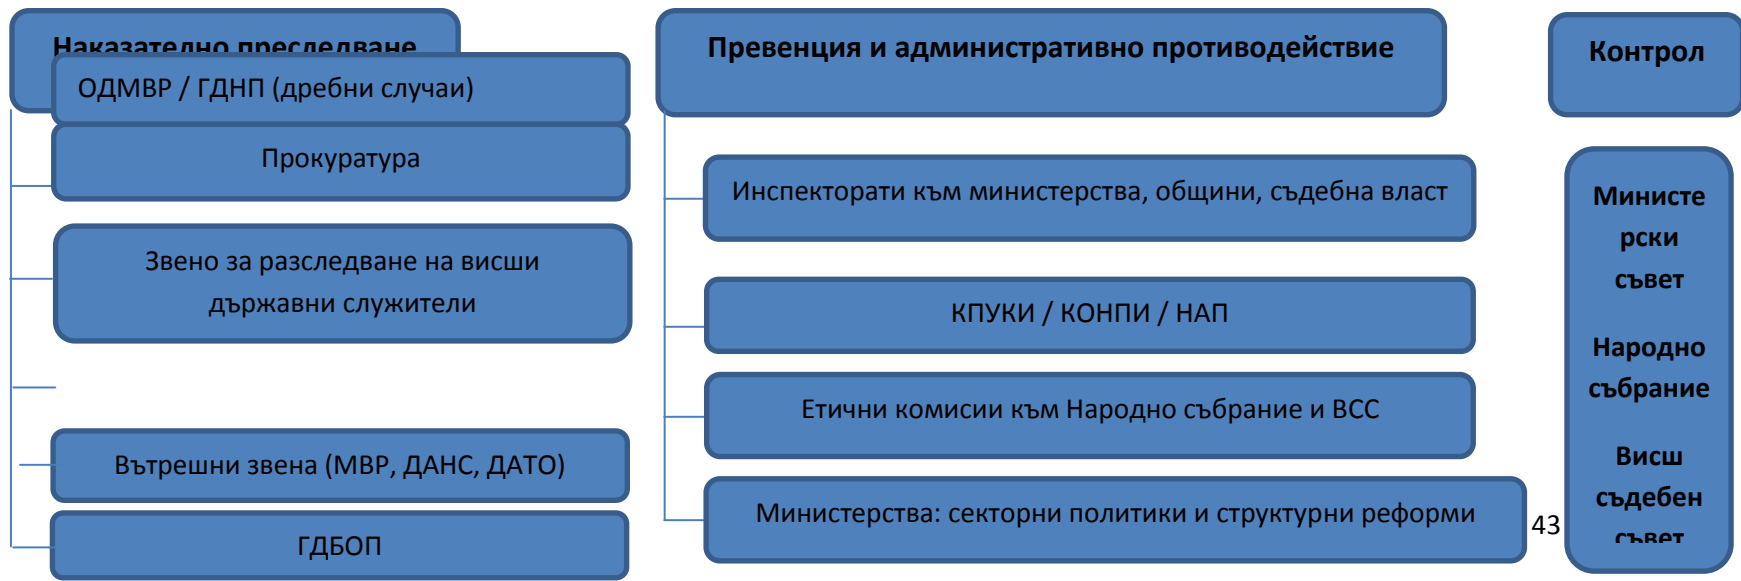 Наказателно преследване
ОДМВР / ГДНП (дребни случаи)
Прокуратура
Звено за разследване на висши
държавни служители
Вътрешни звена (МВР, ДАНС, ДАТО)
ГДБОП
Превенция и административно противодействие
Инспекторати към министерства, общини, съдебна власт
КПУКИ / КОНПИ / НАП
Етични комисии към Народно събрание и ВСС
Министерства: секторни политики и структурни реформи
43
Контрол
Министе
рски
съвет
Народно
събрание
Висш
съдебен
съвет